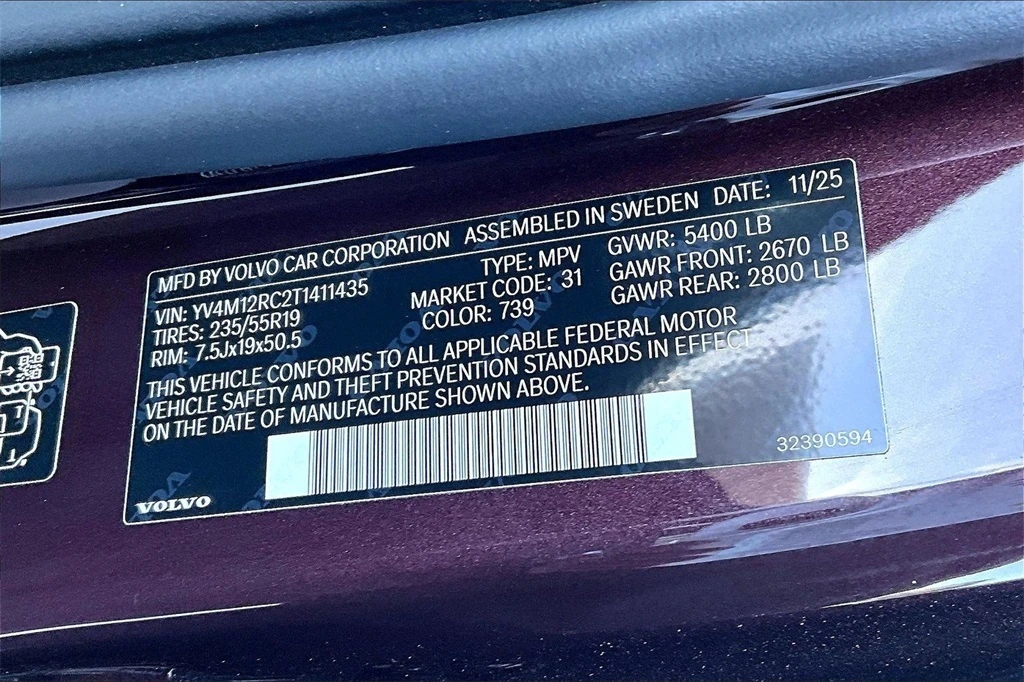 MFD BY VOLVO CAR CORPORATION ASSEMBLED IN SWEDEN DATE: 11/25
VIN: YV4M12RC2T1411435 TYPE: MPV GVWR: 5400 LB
TIRES: 235/55R19 MARKET CODE: 31 GAWR FRONT: 2670 LB
RIM: 7.5Jx19x50.5 COLOR: 739 GAWR REAR: 2800 LB
THIS VEHICLE CONFORMS TO ALL APPLICABLE FEDERAL MOTOR
VEHICLE SAFETY AND THEFT PREVENTION STANDARDS IN EFFECT
ON THE DATE OF MANUFACTURE SHOWN ABOVE.
32390594
VOLVO